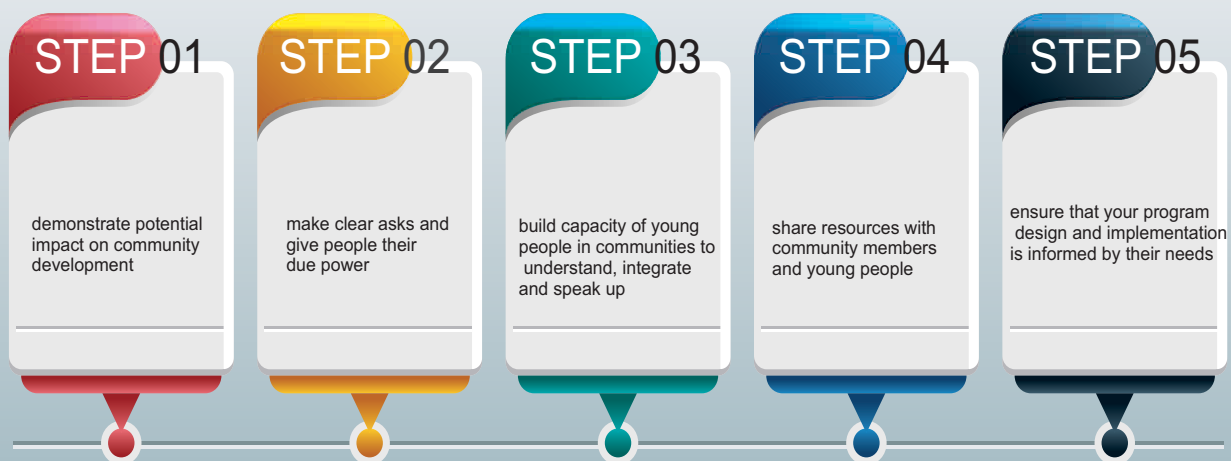 STEP 01
demonstrate potential
impact on community
development
STEP 02
make clear asks and
give people their
due power
STEP 03
build capacity of young
people in communities to
understand, integrate
and speak up
STEP 04
share resources with
community members
and young people
STEP 05
ensure that your program
design and implementation
is informed by their needs